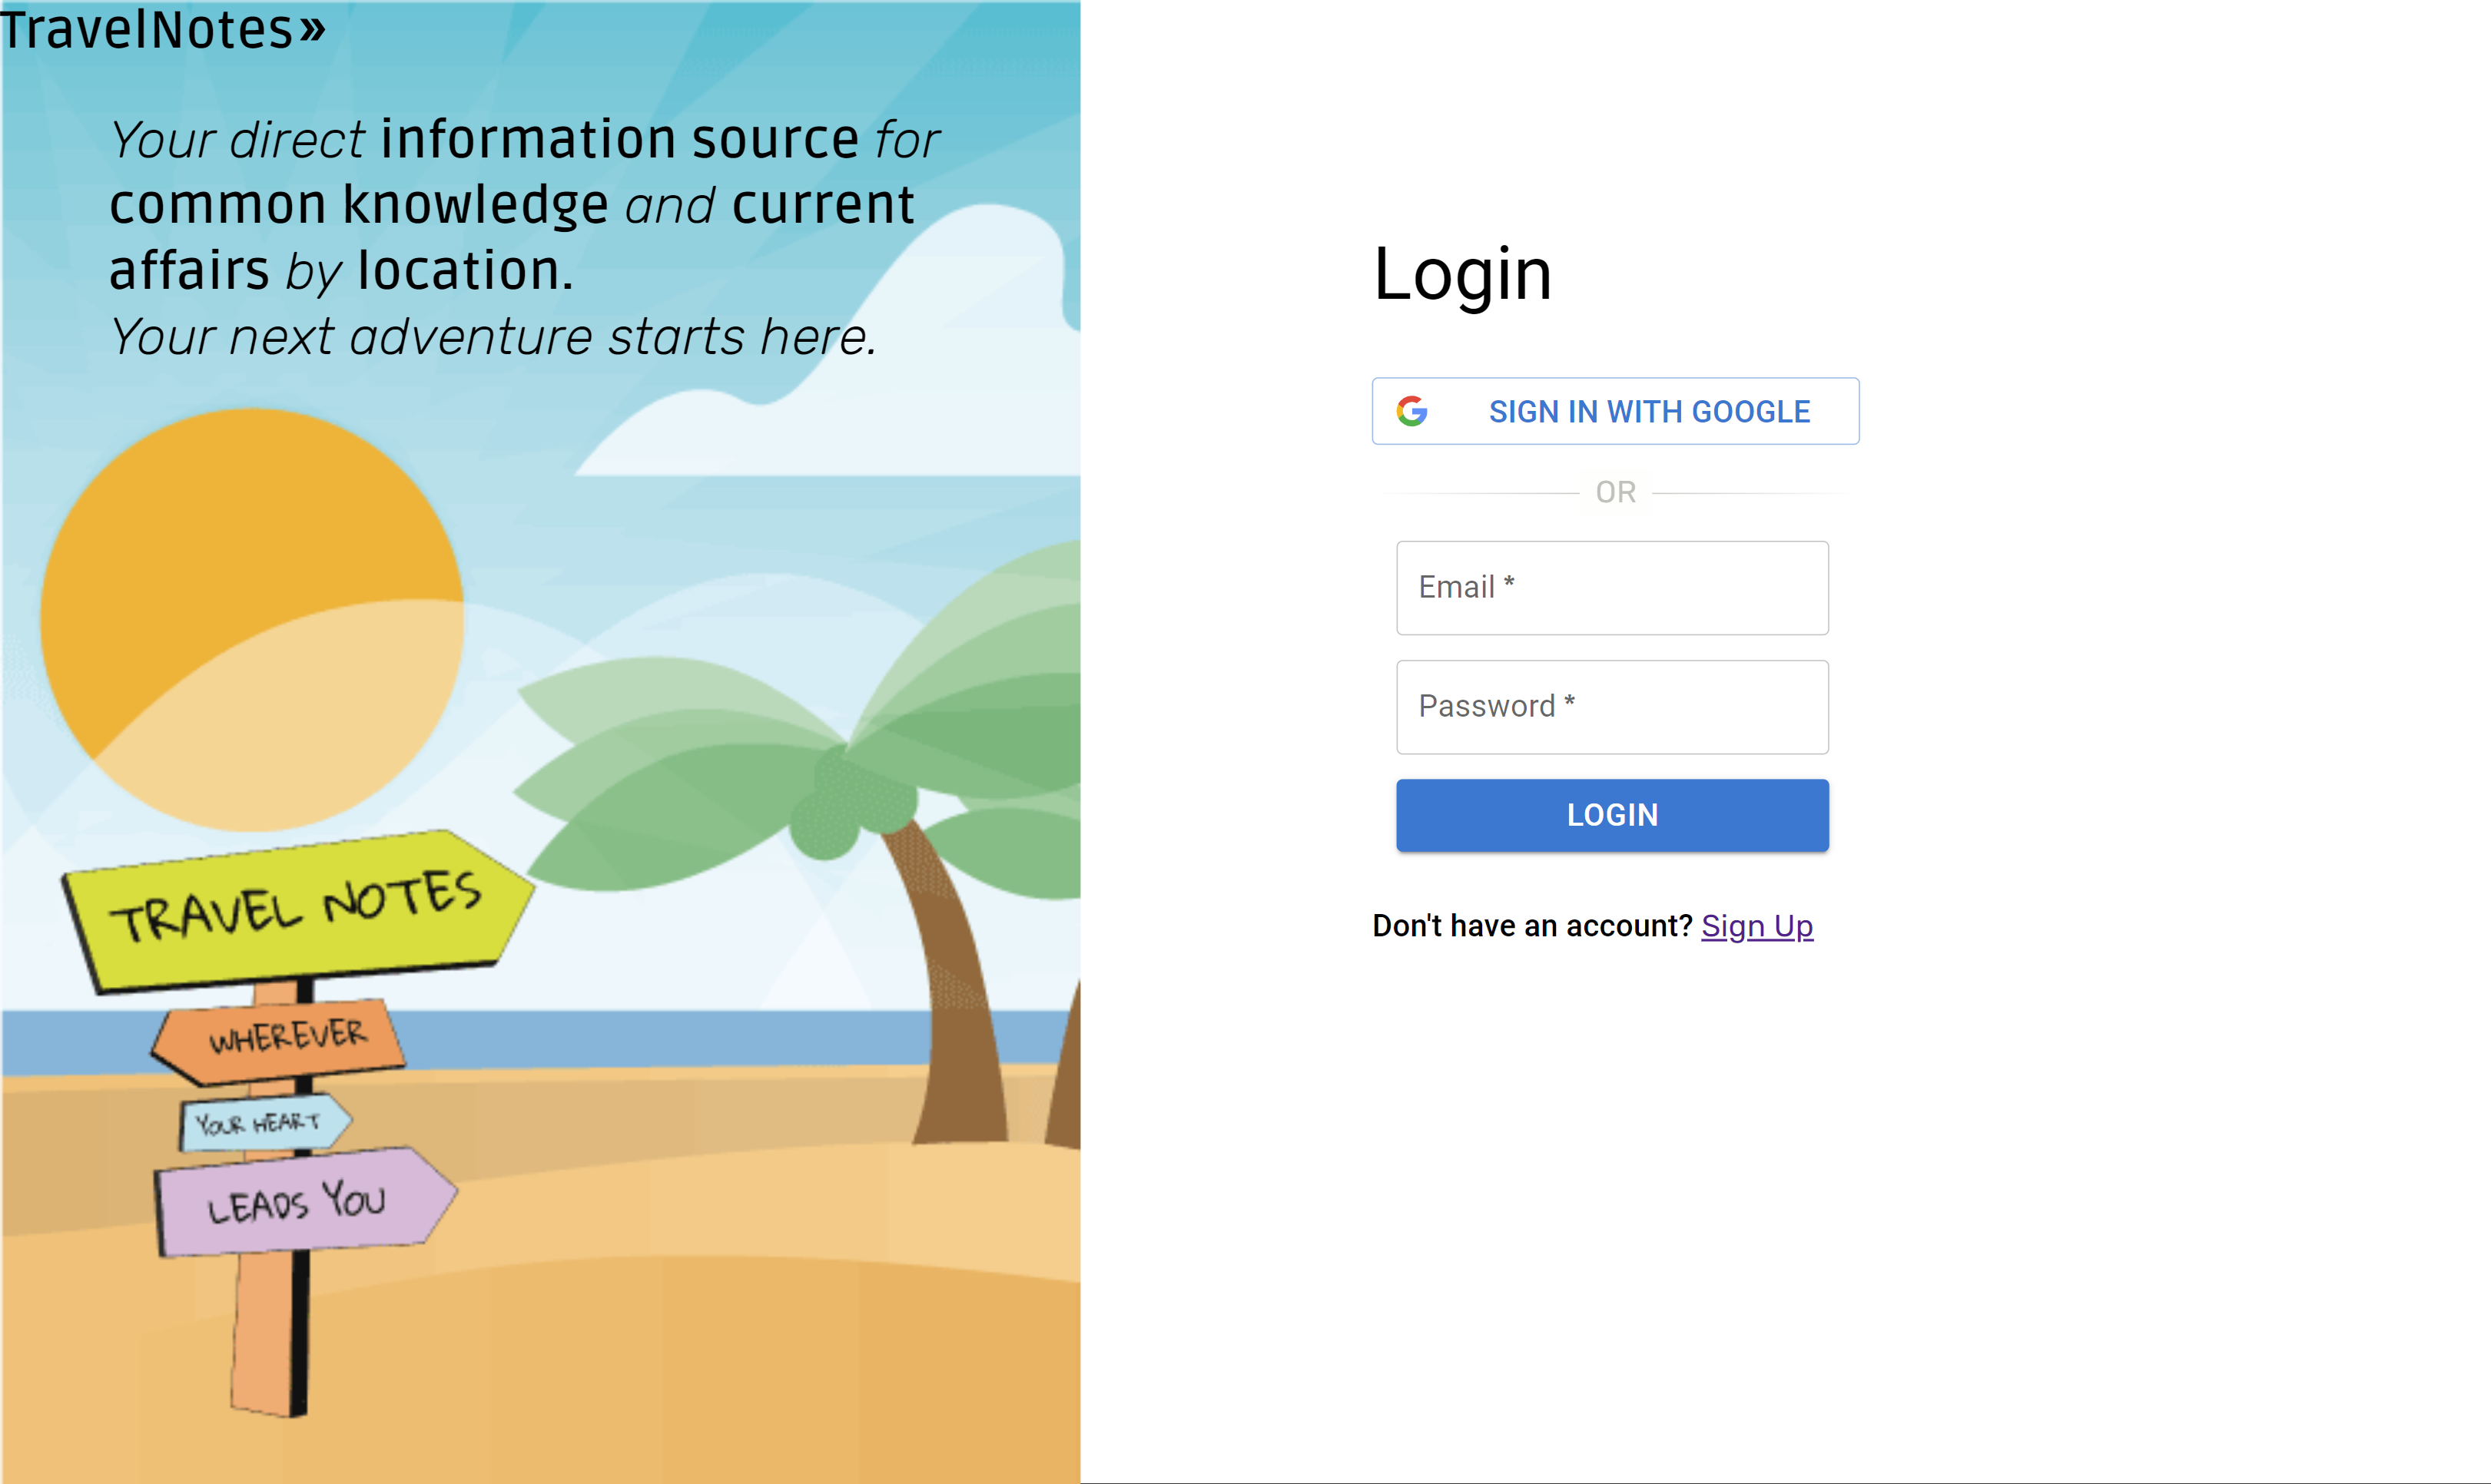 TravelNotes»
Your direct information source for
common knowledge and current
affairs by location.
Your next adventure starts here.
TRAVEL NOTES
WHEREVER
YOUR HEART
LEADS YOU
Login
SIGN IN WITH GOOGLE
OR
Email *
Password *
LOGIN
Don't have an account? Sign Up